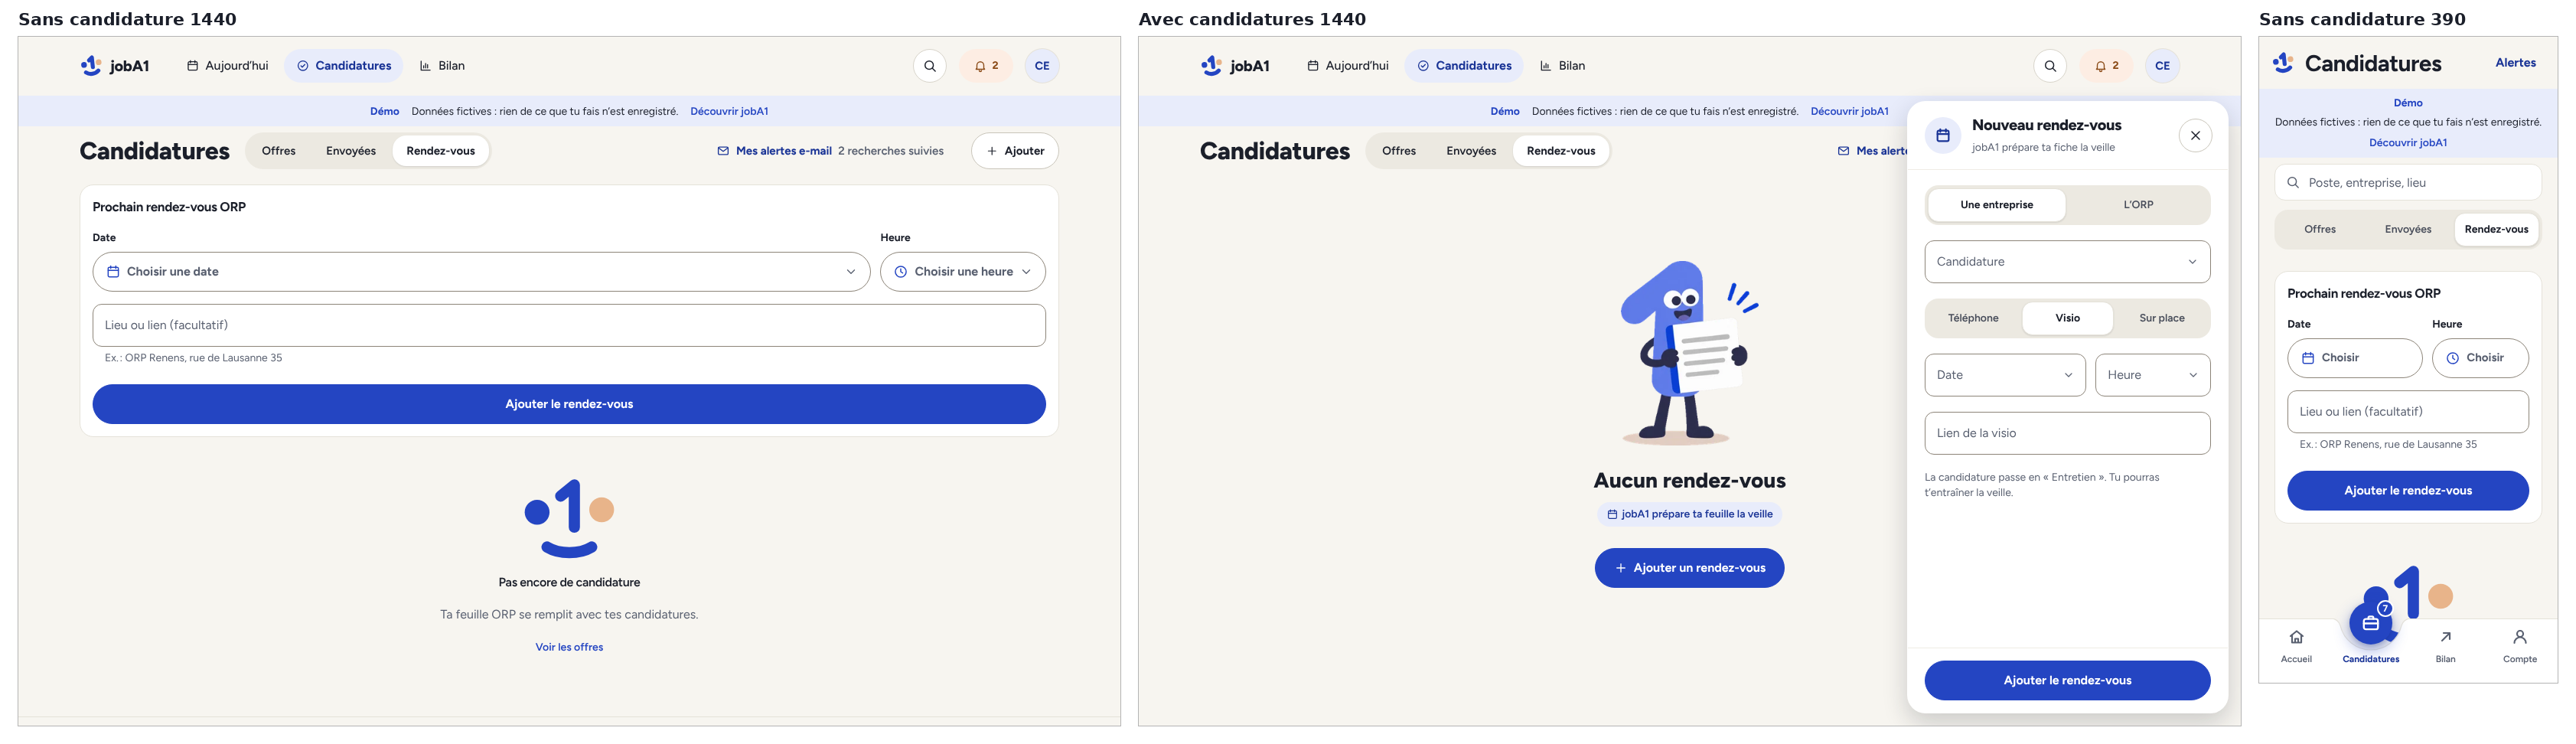 Sans candidature 1440
jobA1
Aujourd'hui
Candidatures
Bilan
2
CE
Démo Données fictives : rien de ce que tu fais n'est enregistré. Découvrir jobA1
Candidatures
Offres
Envoyées
Rendez-vous
Mes alertes e-mail 2 recherches suivies
Ajouter
Prochain rendez-vous ORP
Date
Heure
Choisir une date
Choisir une heure
Lieu ou lien (facultatif)
Ex. : ORP Renens, rue de Lausanne 35
Ajouter le rendez-vous
Pas encore de candidature
Ta feuille ORP se remplit avec tes candidatures.
Voir les offres
Avec candidatures 1440
jobA1
Aujourd'hui
Candidatures
Bilan
2
CE
Démo Données fictives : rien de ce que tu fais n'est enregistré. Découvrir jobA1
Candidatures
Offres
Envoyées
Rendez-vous
Mes alerte
Aucun rendez-vous
jobA1 prépare ta feuille la veille
Ajouter un rendez-vous
Nouveau rendez-vous
jobA1 prépare ta fiche la veille
Une entreprise
L'ORP
Candidature
Téléphone
Visio
Sur place
Date
Heure
Lien de la visio
La candidature passe en « Entretien ». Tu pourras
t'entraîner la veille.
Ajouter le rendez-vous
Sans candidature 390
Candidatures
Alertes
Démo
Données fictives : rien de ce que tu fais n'est enregistré.
Découvrir jobA1
Poste, entreprise, lieu
Offres
Envoyées
Rendez-vous
Prochain rendez-vous ORP
Date
Heure
Choisir
Choisir
Lieu ou lien (facultatif)
Ex. : ORP Renens, rue de Lausanne 35
Ajouter le rendez-vous
7
Accueil
Candidatures
Bilan
Compte